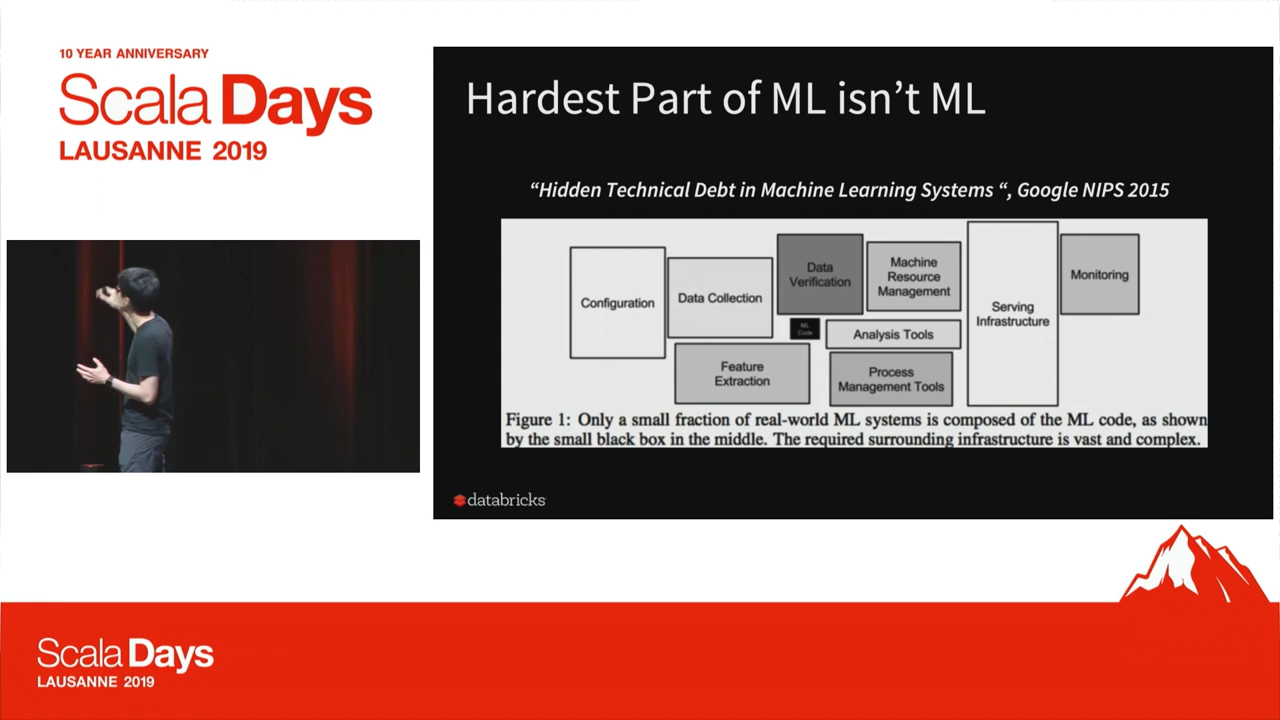 10 YEAR ANNIVERSARY
Scala Days
LAUSANNE 2019
Hardest Part of ML isn’t ML
“Hidden Technical Debt in Machine Learning Systems “, Google NIPS 2015
Configuration
Data Collection
Data
Verification
Machine
Resource
Management
Serving
Infrastructure
Monitoring
ML
Code
Analysis Tools
Feature
Extraction
Process
Management Tools
Figure 1: Only a small fraction of real-world ML systems is composed of the ML code, as shown
by the small black box in the middle. The required surrounding infrastructure is vast and complex.
databricks
Scala Days
LAUSANNE 2019